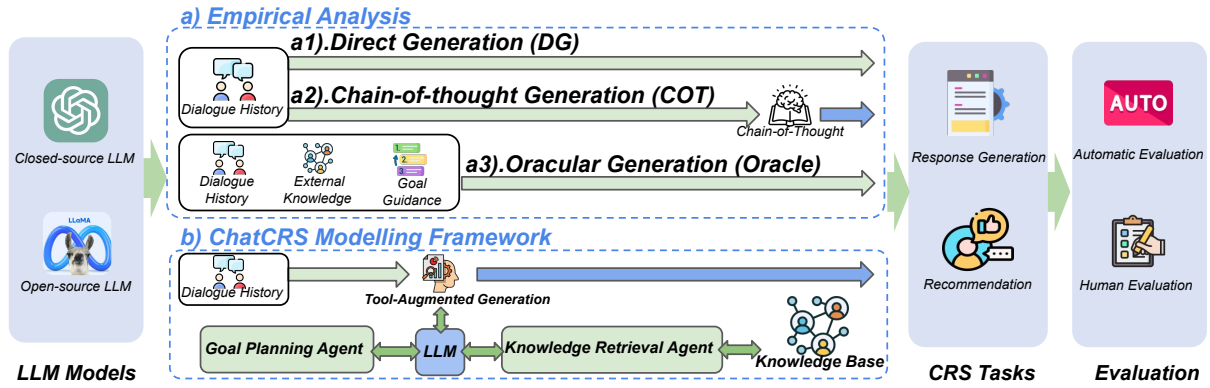 a) Empirical Analysis
a1).Direct Generation (DG)
Dialogue History
a2).Chain-of-thought Generation (COT)
Chain-of-Thought
Dialogue
History
External
Knowledge
1.
2.
3.
Goal
Guidance
a3).Oracular Generation (Oracle)
Closed-source LLM
LLaMA
Open-source LLM
LLM Models
b) ChatCRS Modelling Framework
Dialogue History
Tool-Augmented Generation
Goal Planning Agent
LLM
Knowledge Retrieval Agent
Knowledge Base
Response Generation
Recommendation
CRS Tasks
AUTO
Automatic Evaluation
Human Evaluation
Evaluation